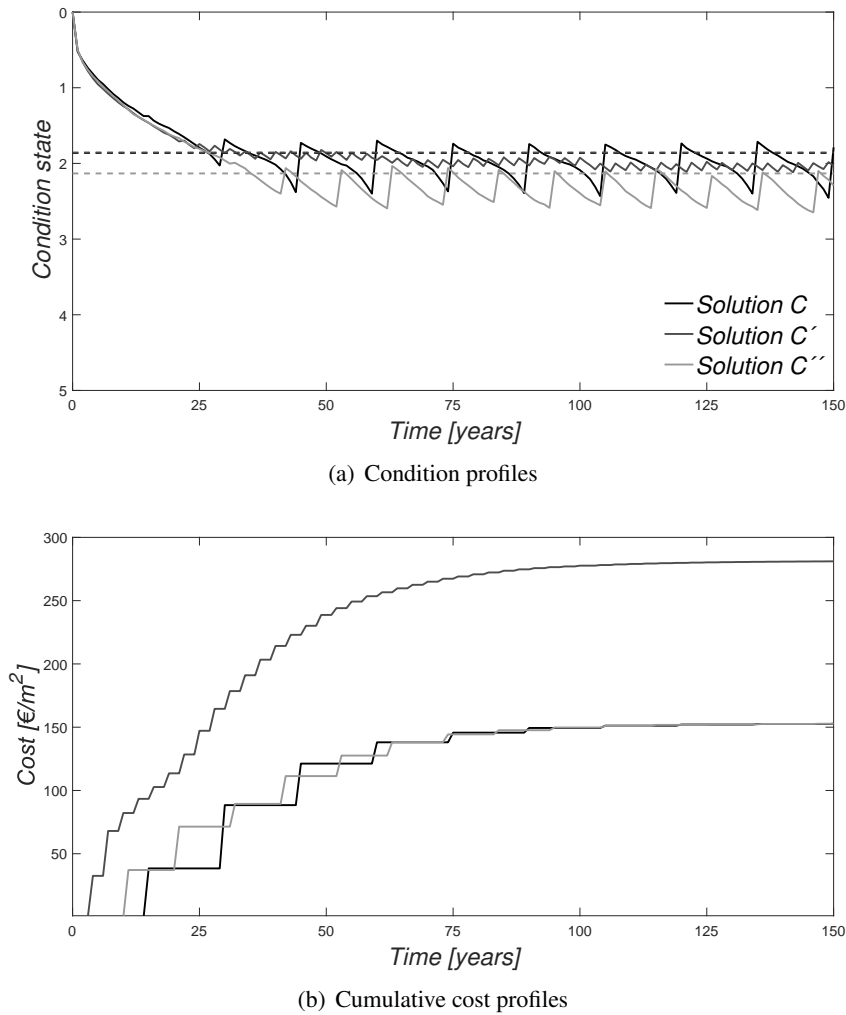 0
1
2
3
4
5
Condition state
0 25 50 75 100 125 150
Time [years]
Solution C
Solution C´
Solution C´´
(a) Condition profiles
300
250
200
150
100
50
Cost [€/m²]
0 25 50 75 100 125 150
Time [years]
(b) Cumulative cost profiles